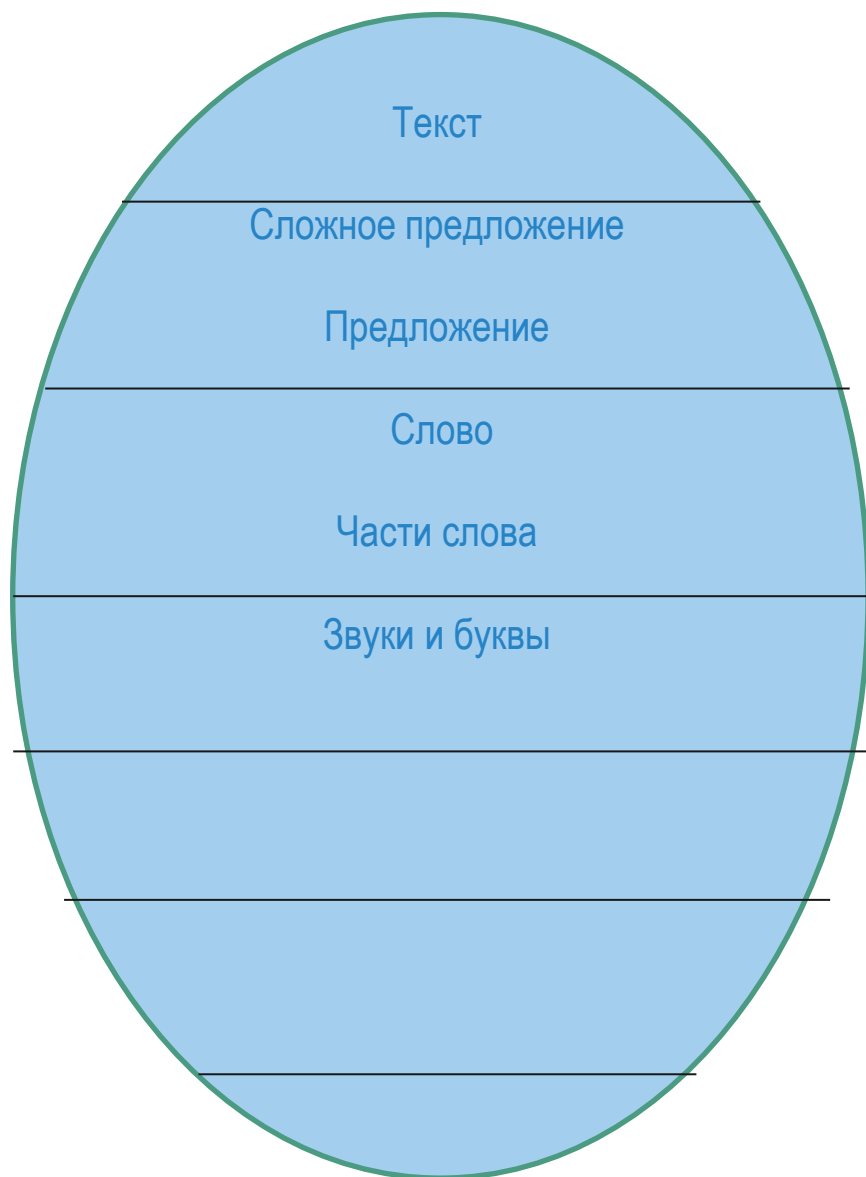 Текст
Сложное предложение
Предложение
Слово
Части слова
Звуки и буквы